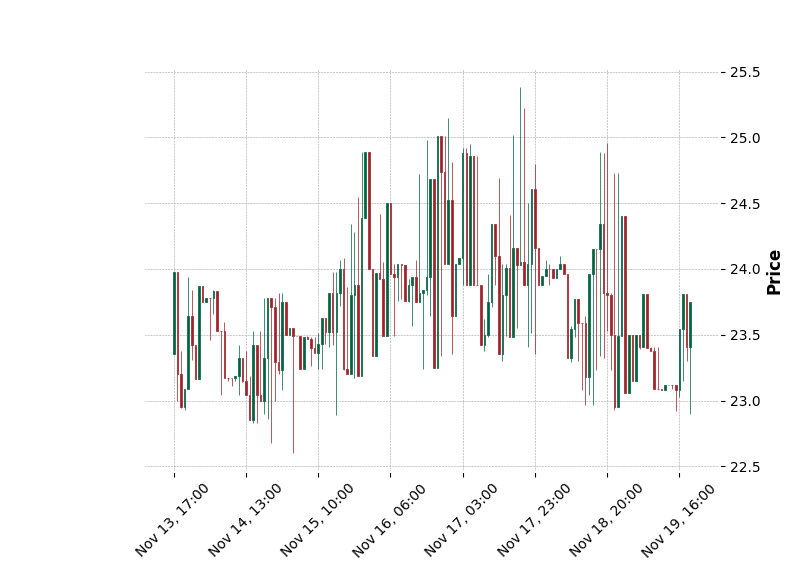 25.5
25.0
24.5
24.0
23.5
23.0
22.5
Price
Nov 13, 17:00
Nov 14, 13:00
Nov 15, 10:00
Nov 16, 06:00
Nov 17, 03:00
Nov 17, 23:00
Nov 18, 20:00
Nov 19, 16:00